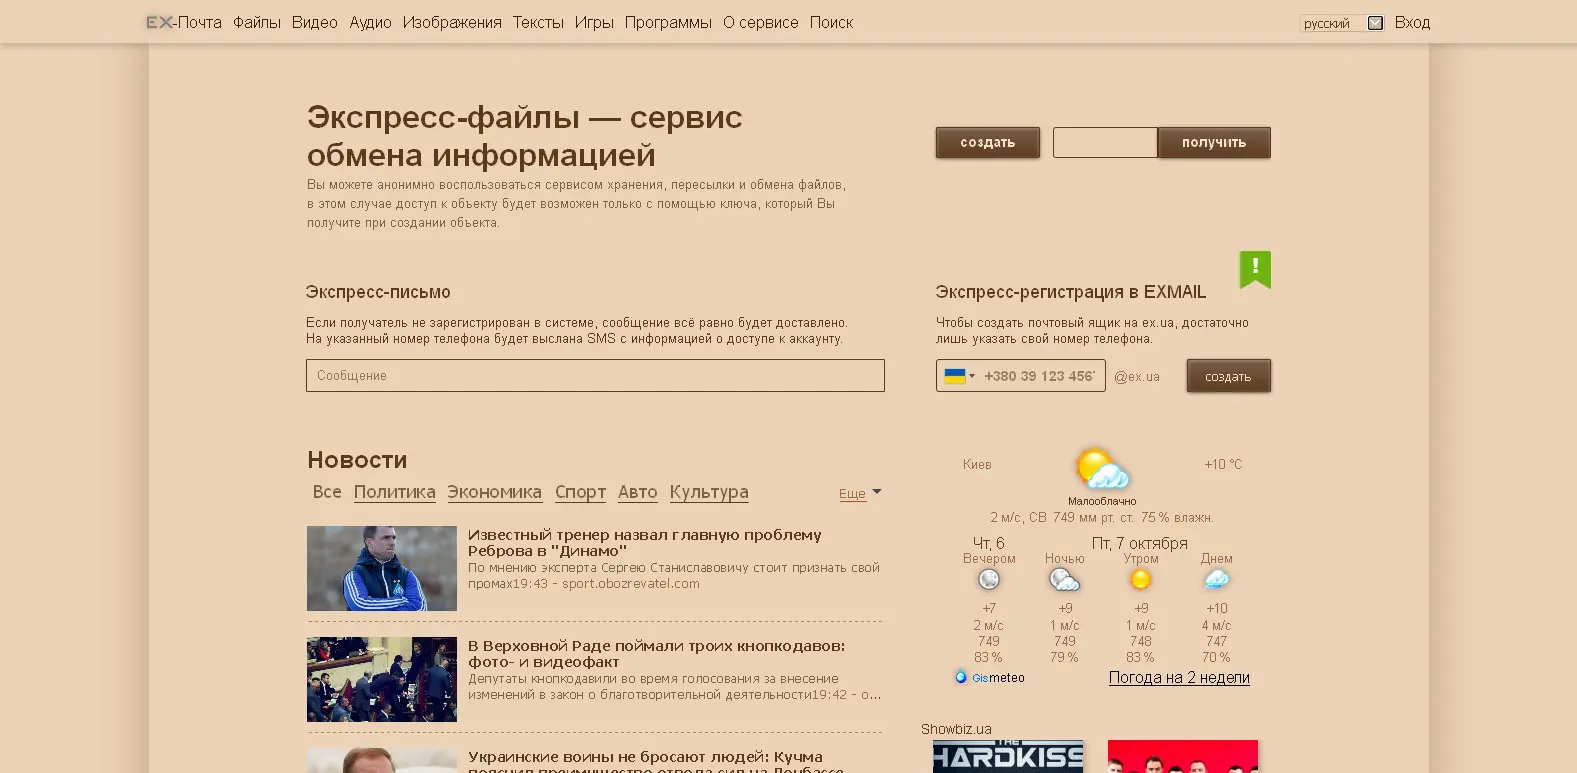 EX-Почта Файлы Видео Аудио Изображения Тексты Игры Программы О сервисе Поиск
русский Вход
Экспресс-файлы — сервис
обмена информацией
Вы можете анонимно воспользоваться сервисом хранения, пересылки и обмена файлов,
в этом случае доступ к объекту будет возможен только с помощью ключа, который Вы
получите при создании объекта.
создать получить
!
Экспресс-письмо
Если получатель не зарегистрирован в системе, сообщение всё равно будет доставлено.
На указанный номер телефона будет выслана SMS с информацией о доступе к аккаунту.
Сообщение
Экспресс-регистрация в EXMAIL
Чтобы создать почтовый ящик на ex.ua, достаточно
лишь указать свой номер телефона.
+380 39 123 456 @ex.ua создать
Новости
Все Политика Экономика Спорт Авто Культура Еще
Известный тренер назвал главную проблему
Реброва в "Динамо"
По мнению эксперта Сергею Станиславовичу стоит признать свой
промах19:43 - sport.obozrevatel.com
В Верховной Раде поймали троих кнопкодавов:
фото- и видеофакт
Депутаты кнопкодавили во время голосования за внесение
изменений в закон о благотворительной деятельности19:42 - о...
Украинские воины не бросают людей: Кучма
пояснил преимущество отвода сил на Донбассе
Киев +10 °C
Малооблачно
2 м/с, СВ 749 мм рт. ст. 75 % влажн.
Чт, 6 Пт, 7 октября
Вечером Ночью Утром Днем
+7 +9 +9 +10
2 м/с 1 м/с 1 м/с 4 м/с
749 749 748 747
83 % 79 % 83 % 70 %
Gismeteo Погода на 2 недели
Showbiz.ua
THE
HARDKISS